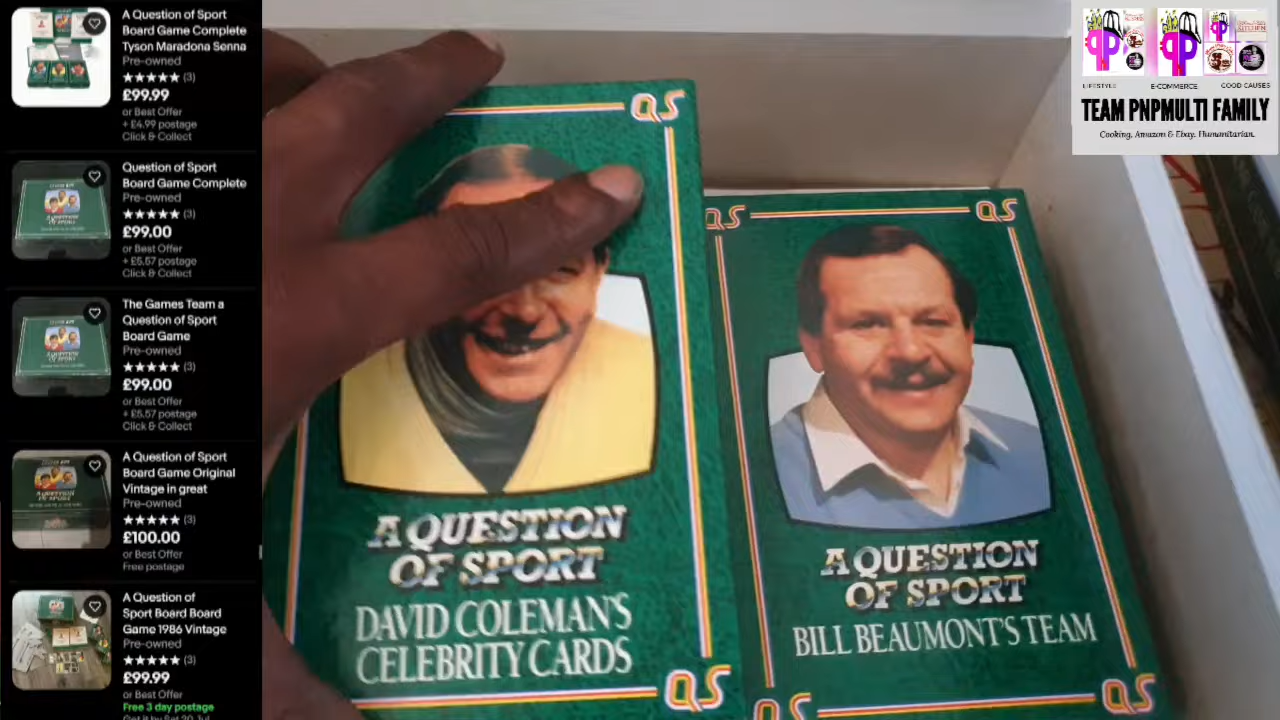 A Question of Sport
Board Game Complete
Tyson Maradona Senna
Pre-owned
(3)
£99.99
or Best Offer
+ £4.99 postage
Click & Collect
Question of Sport
Board Game Complete
Pre-owned
(3)
£99.00
or Best Offer
+ £5.57 postage
Click & Collect
The Games Team a
Question of Sport
Board Game
Pre-owned
(3)
£99.00
or Best Offer
+ £5.57 postage
Click & Collect
A Question of Sport
Board Game Original
Vintage in great
Pre-owned
(3)
£100.00
or Best Offer
Free postage
A Question of
Sport Board Board
Game 1986 Vintage
Pre-owned
(3)
£99.99
or Best Offer
Free 3 day postage
Get it by Sat 20 Jul
QS
A QUESTION
OF SPORT
DAVID COLEMAN'S
CELEBRITY CARDS
QS
QS
QS
A QUESTION
OF SPORT
BILL BEAUMONT'S TEAM
QS
QS
LIFESTYLE
E-COMMERCE
GOOD CAUSES
TEAM PNPMULTI FAMILY
Cooking, Amazon & Ebay. Humanitarian.